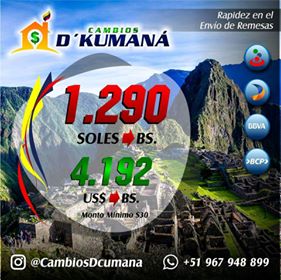 Rapidez en el
Envío de Remesas
CAMBIOS
D´KUMANÁ
$
1.290
SOLES BS.
4.192
US$ BS.
Monto Mínimo $30
BBVA
›BCP›
@CambiosDcumana
+51 967 948 899